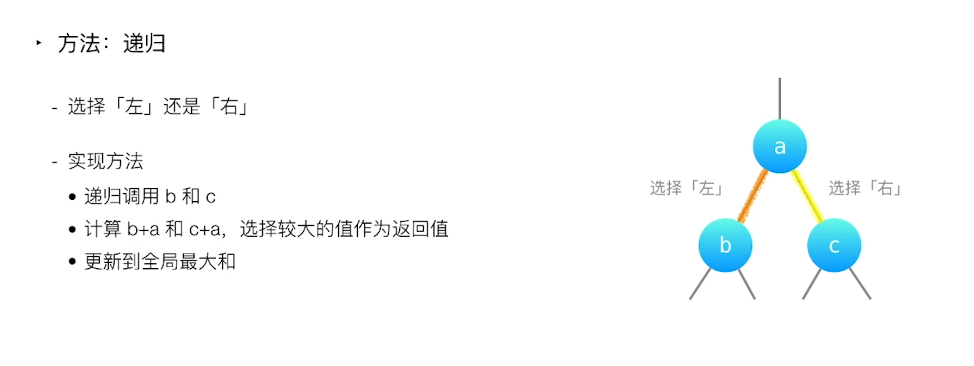 ‣ 方法：递归
- 选择「左」还是「右」
- 实现方法
• 递归调用 b 和 c
• 计算 b+a 和 c+a，选择较大的值作为返回值
• 更新到全局最大和
a
选择「左」
选择「右」
b
c